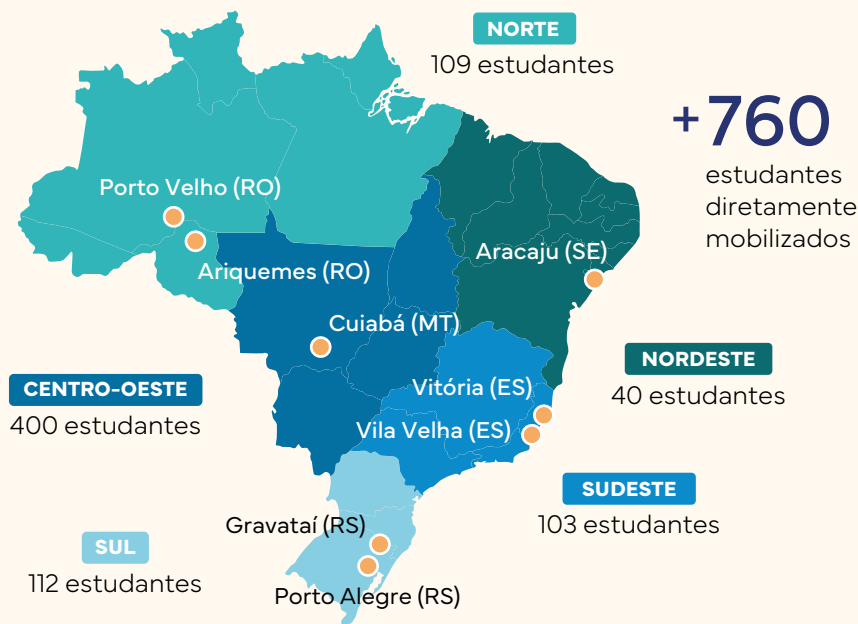 NORTE
109 estudantes
+760
estudantes
diretamente
mobilizados
Porto Velho (RO)
Ariquemes (RO)
Aracaju (SE)
Cuiabá (MT)
NORDESTE
40 estudantes
CENTRO-OESTE
400 estudantes
Vitória (ES)
Vila Velha (ES)
SUDESTE
103 estudantes
Gravataí (RS)
SUL
112 estudantes
Porto Alegre (RS)